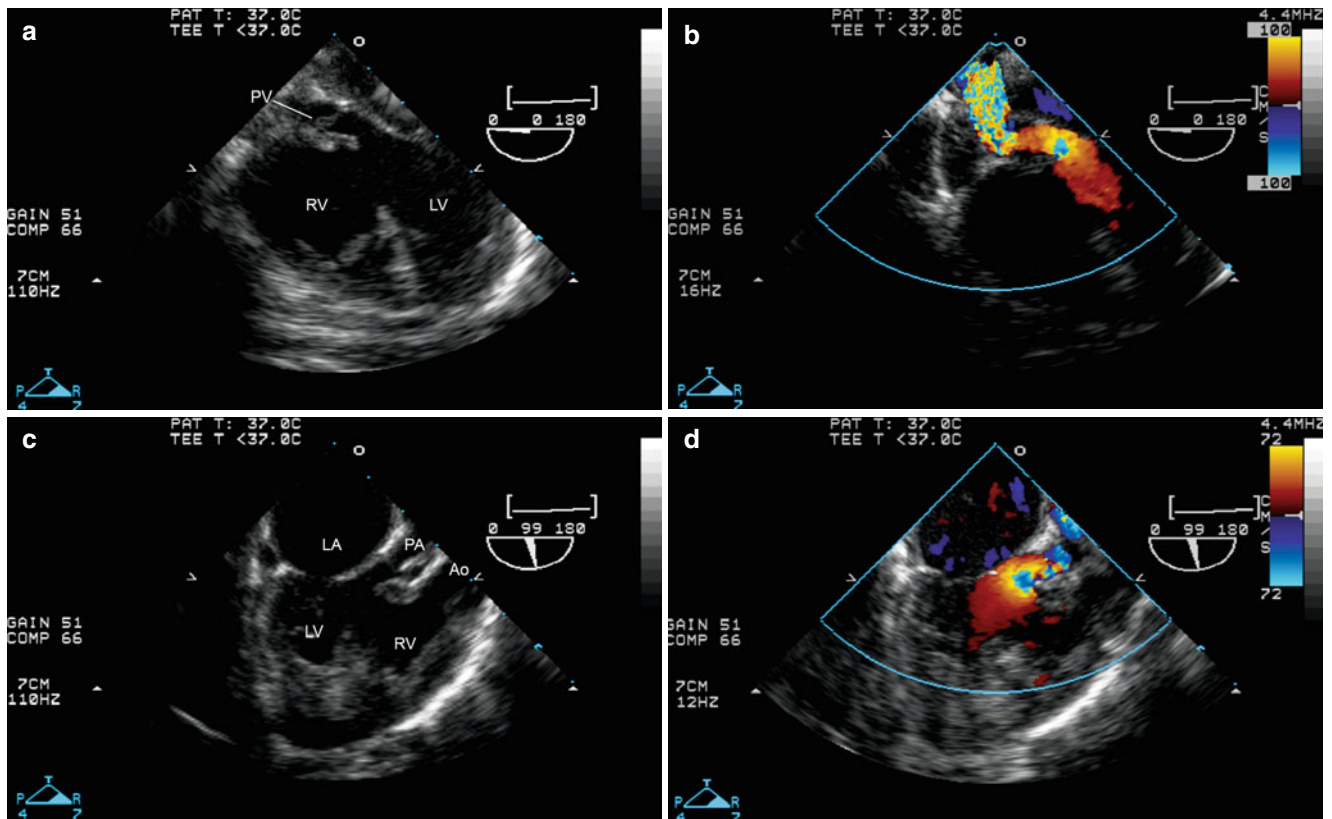 a
PAT T: 37.0C
TEE T <37.0C
PV
0 0 180
RV
LV
GAIN 51
COMP 66
7CM
110HZ
T
P R
4 7
b
PAT T: 37.0C
TEE T <37.0C
4.4MHZ
100
C
M
/
S
100
0 0 180
GAIN 51
COMP 66
7CM
16HZ
T
P R
4 7
c
PAT T: 37.0C
TEE T <37.0C
LA
PA
Ao
0 99 180
LV
RV
GAIN 51
COMP 66
7CM
110HZ
T
P R
4 7
d
PAT T: 37.0C
TEE T <37.0C
4.4MHZ
72
C
M
/
S
72
0 99 180
GAIN 51
COMP 66
7CM
12HZ
T
P R
4 7